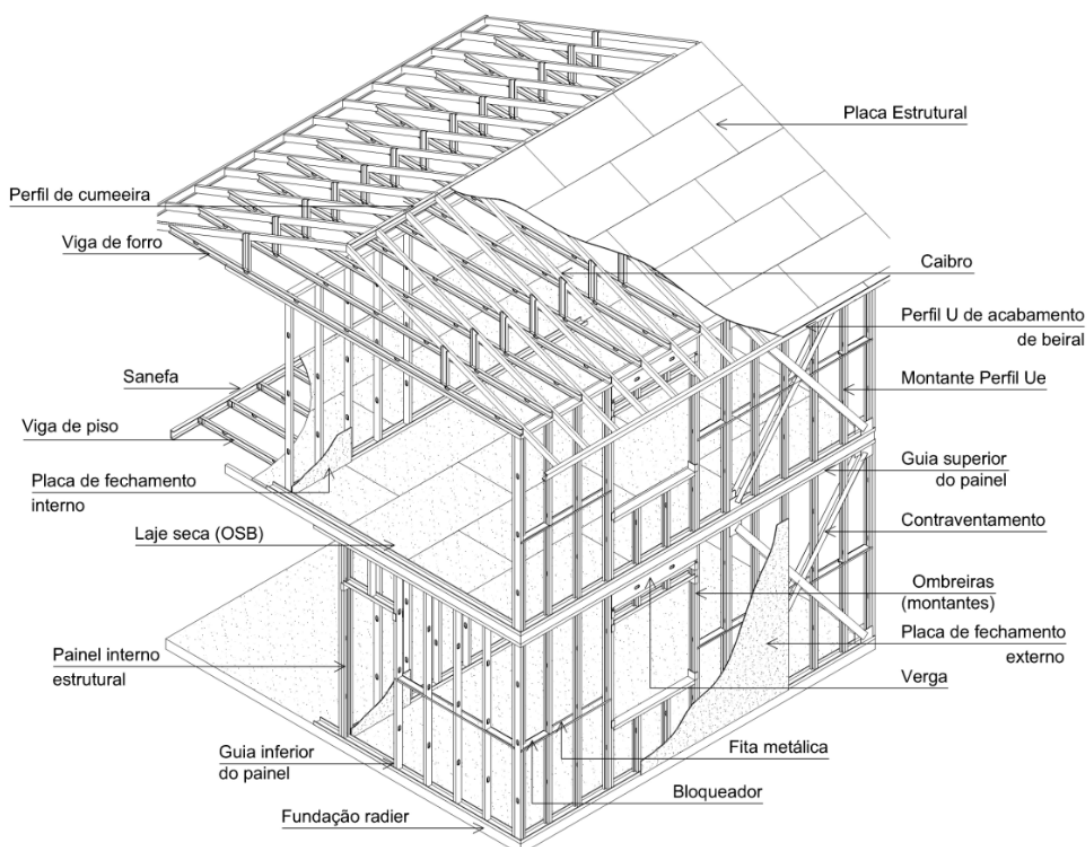 Placa Estrutural
Perfil de cumeeira
Viga de forro
Caibro
Perfil U de acabamento
de beiral
Sanefa
Montante Perfil Ue
Viga de piso
Guia superior
do painel
Placa de fechamento
interno
Contraventamento
Laje seca (OSB)
Ombreiras
(montantes)
Placa de fechamento
externo
Painel interno
estrutural
Verga
Fita metálica
Guia inferior
do painel
Bloqueador
Fundação radier